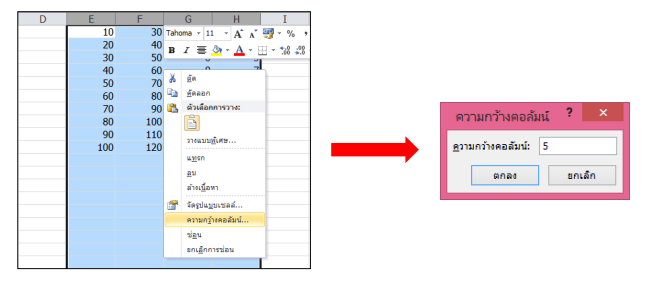 D E F G H I
10 30 Tahoma 11 A A % ,
20 40 B I A
30 50
40 60
50 70 ตัด
60 80 คัดลอก
70 90 ตัวเลือกการวาง:
80 100
90 110 วางแบบพิเศษ...
100 120
แทรก
ลบ
ล้างเนื้อหา
จัดรูปแบบเซลล์...
ความกว้างคอลัมน์...
ซ่อน
ยกเลิกการซ่อน
ความกว้างคอลัมน์ ? ×
ความกว้างคอลัมน์: 5
ตกลง ยกเลิก